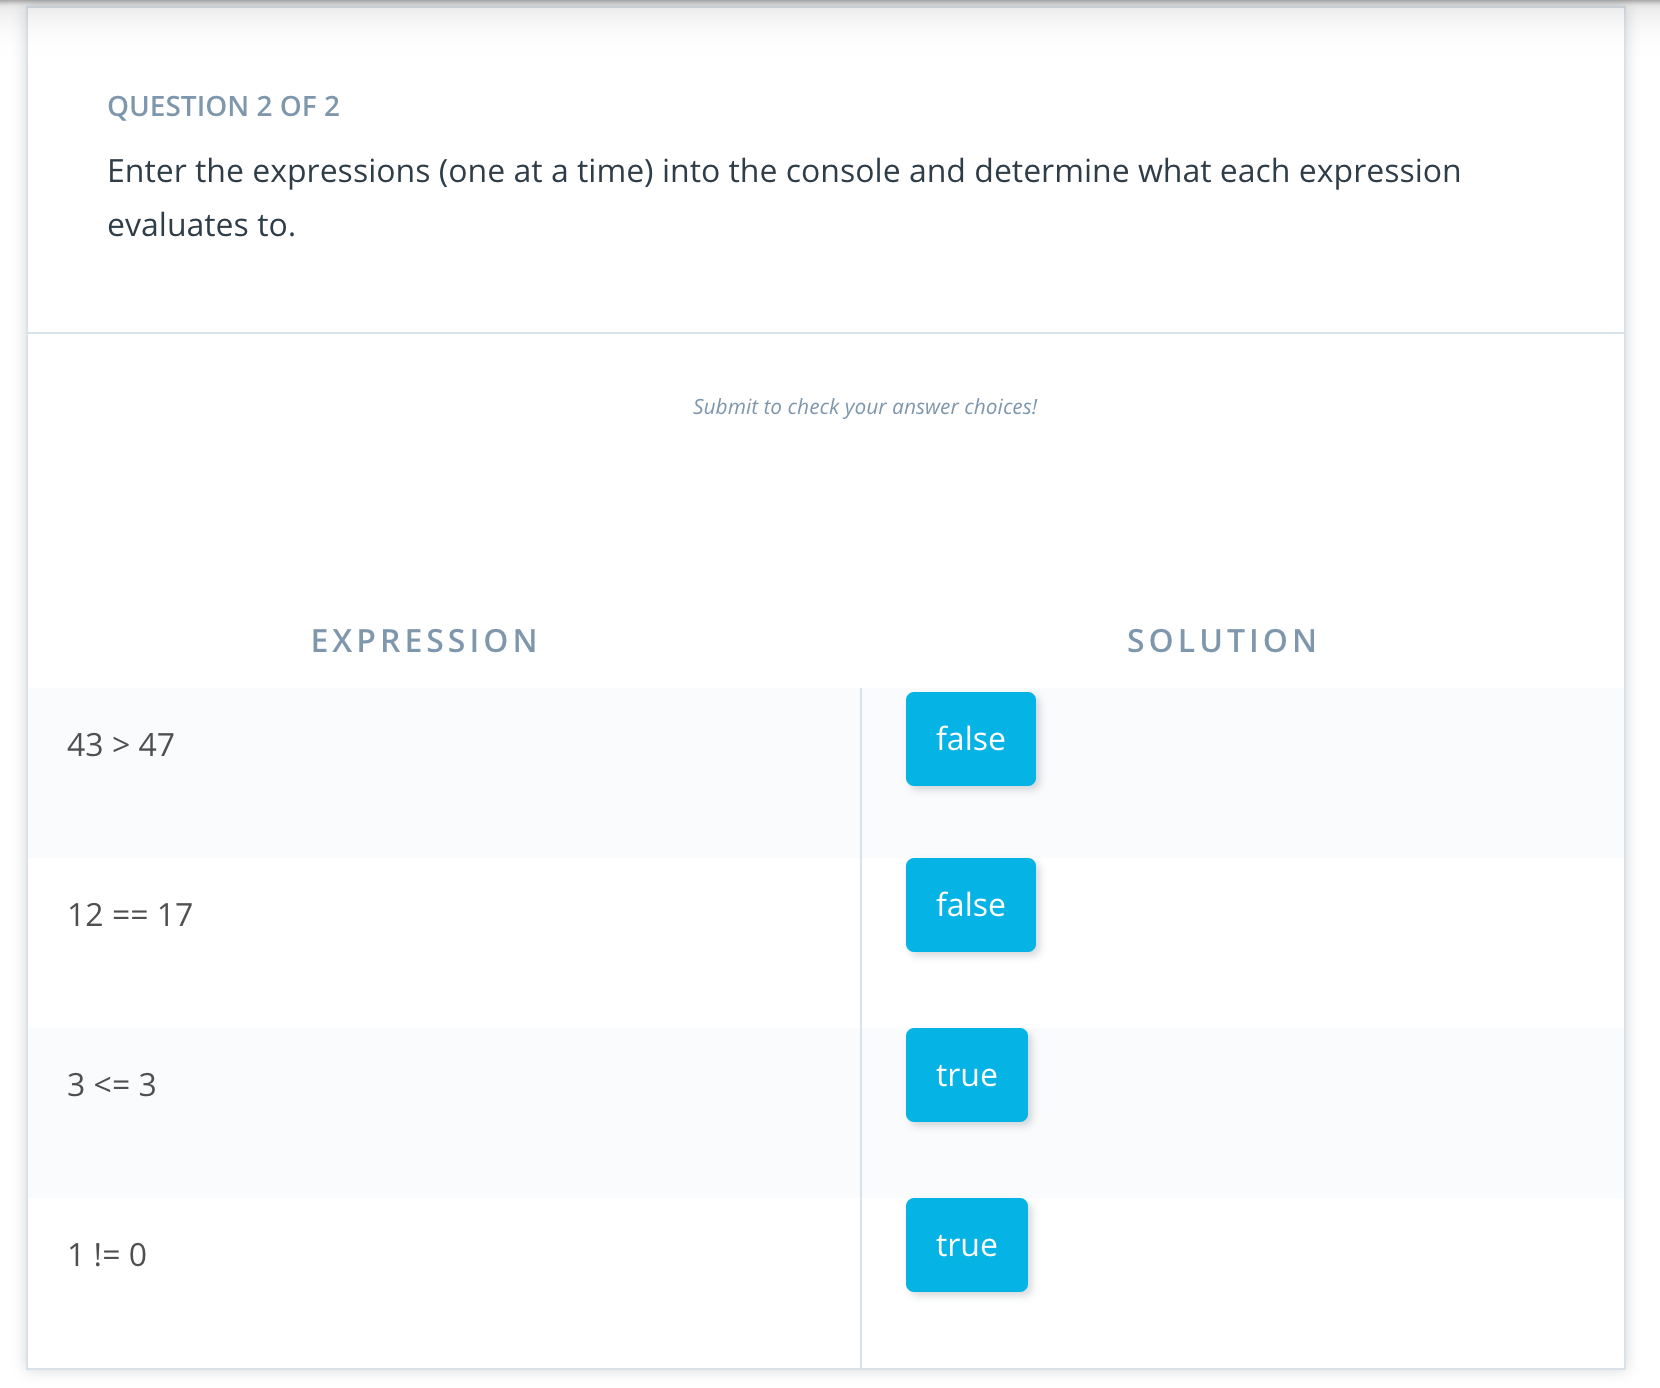 QUESTION 2 OF 2
Enter the expressions (one at a time) into the console and determine what each expression
evaluates to.
Submit to check your answer choices!
EXPRESSION SOLUTION
43 > 47 false
12 == 17 false
3 <= 3 true
1 != 0 true